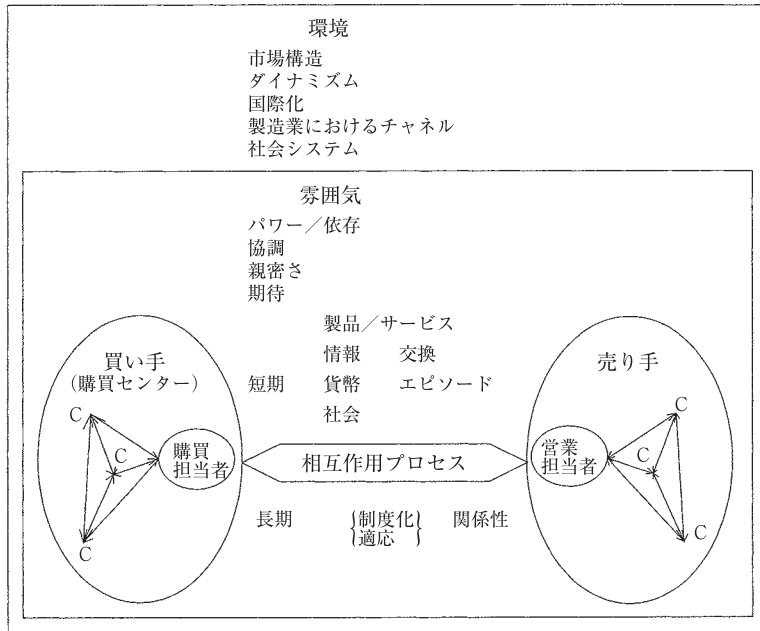 環境
市場構造
ダイナミズム
国際化
製造業におけるチャネル
社会システム
雰囲気
パワー／依存
協調
親密さ
期待
製品／サービス
情報 交換
短期 貨幣 エピソード
社会
買い手
(購買センター)
C
C
購買
担当者
C
相互作用プロセス
長期 {制度化} 関係性
{適応}
売り手
C
営業
担当者
C
C